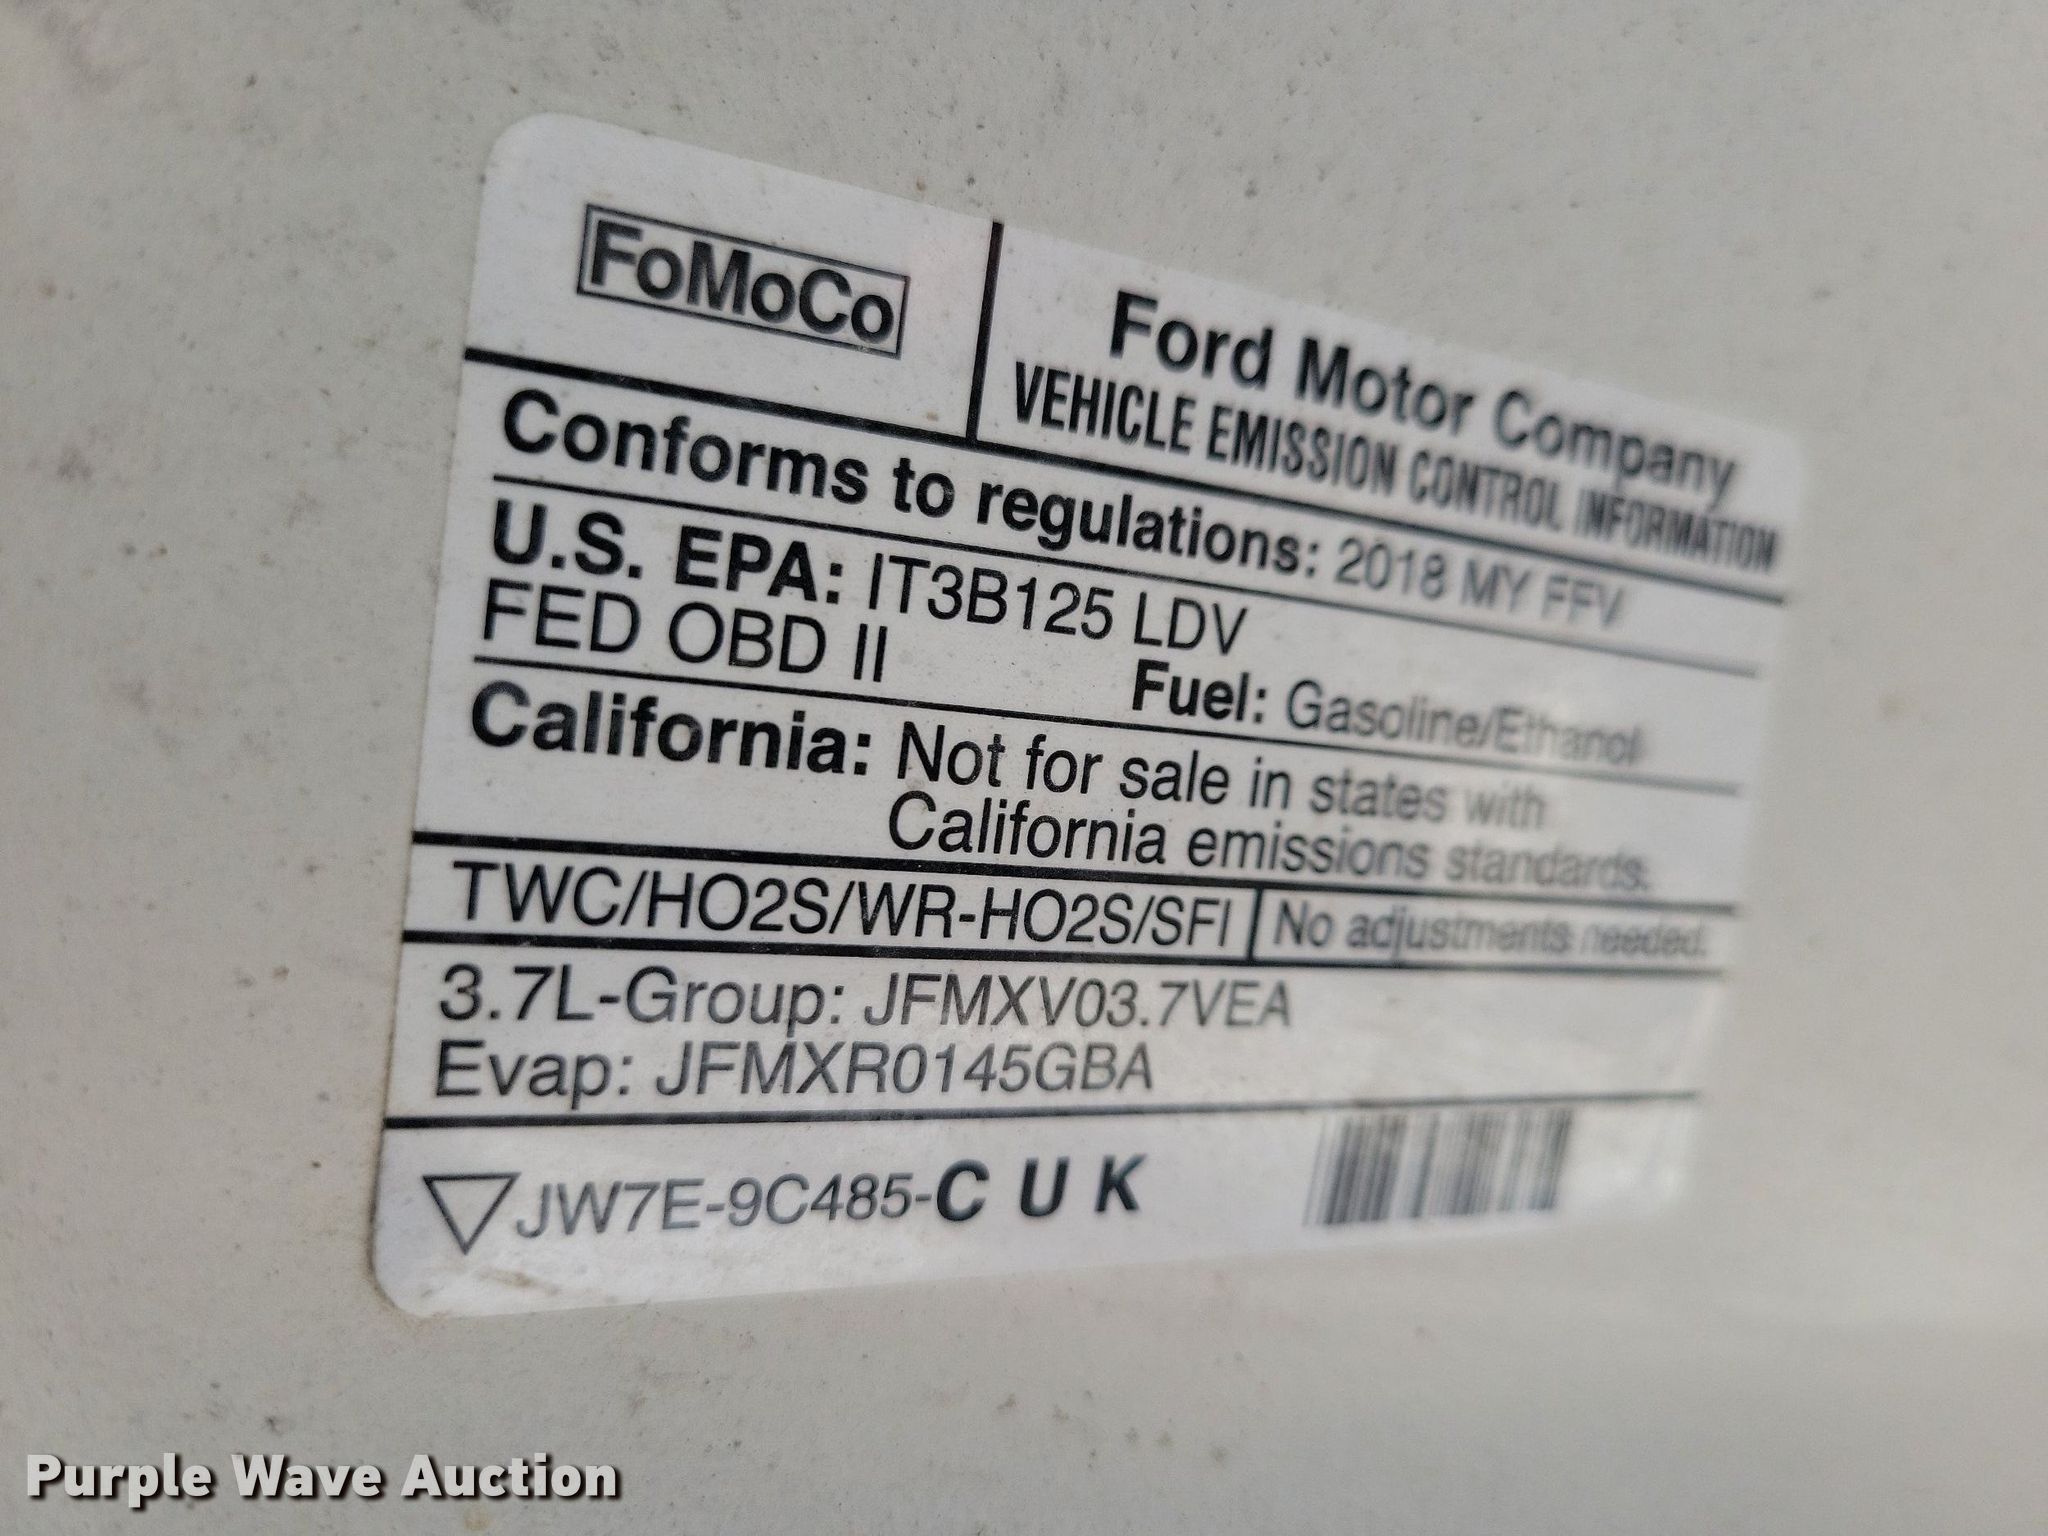 FoMoCo
Ford Motor Company
VEHICLE EMISSION CONTROL INFORMATION
Conforms to regulations: 2018 MY FFV
U.S. EPA: IT3B125 LDV
FED OBD II
Fuel: Gasoline/Ethanol
California: Not for sale in states with
California emissions standards.
TWC/HO2S/WR-HO2S/SFI
No adjustments needed.
3.7L-Group: JFMXV03.7VEA
Evap: JFMXR0145GBA
JW7E-9C485-C U K
Purple Wave Auction